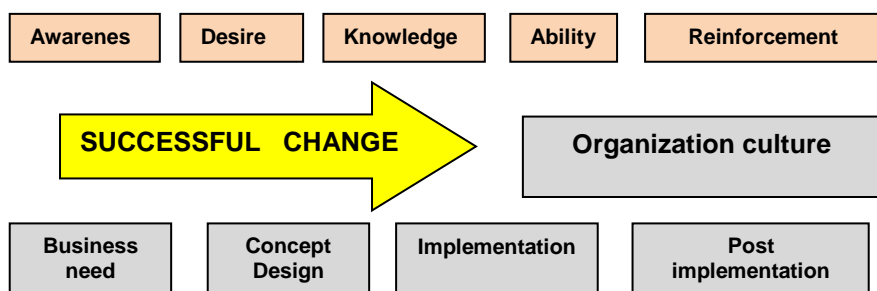 Awarenes Desire Knowledge Ability Reinforcement
SUCCESSFUL CHANGE
Organization culture
Business
need
Concept
Design
Implementation
Post
implementation